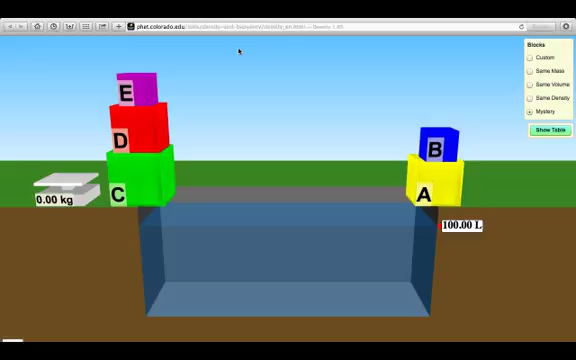 phet.colorado.edu
Blocks
Custom
Same Mass
Same Volume
Same Density
Mystery
Show Table
E
D
B
C
A
0.00 kg
100.00 L